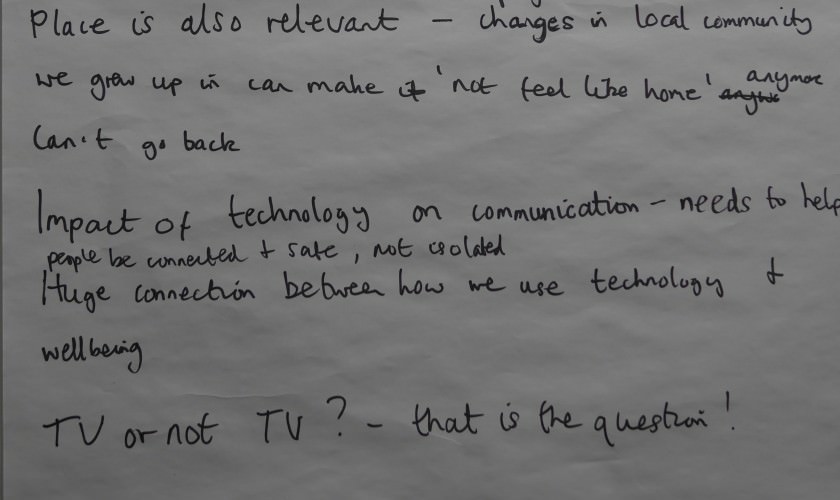 Place is also relevant – changes in local community
we grew up in can make it 'not feel like home' anymore
Can't go back
Impact of technology on communication – needs to help
people be connected + safe, not isolated
Huge connection between how we use technology +
wellbeing
TV or not TV? – that is the question!